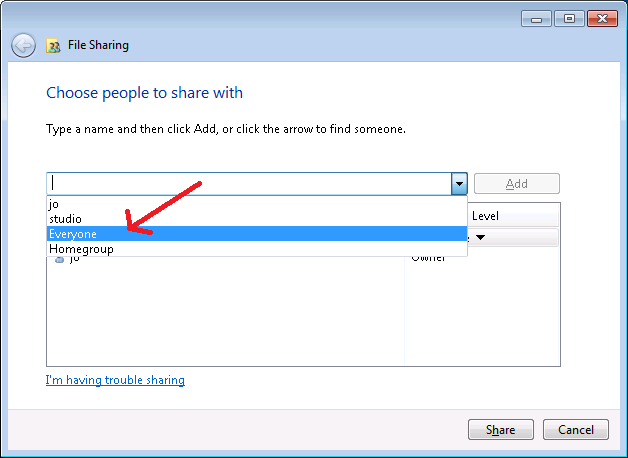 File Sharing
Choose people to share with
Type a name and then click Add, or click the arrow to find someone.
Add
jo
studio
Everyone
Homegroup
Level
jo
Owner
I'm having trouble sharing
Share
Cancel